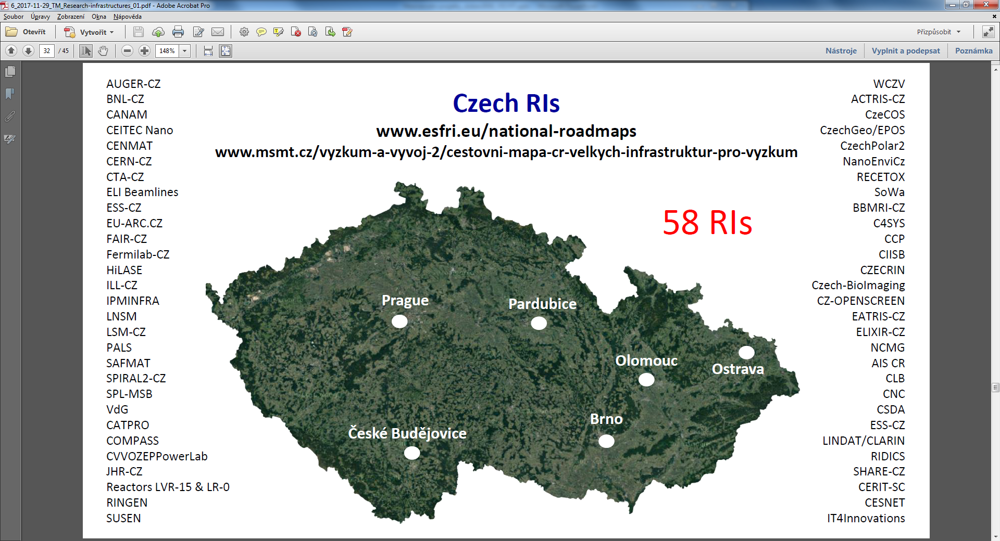 6_2017-11-29_TM_Research-infrastructures_01.pdf - Adobe Acrobat Pro
Soubor Úpravy Zobrazení Okna Nápověda
Otevřít Vytvořit Přizpůsobit
32 / 45 148% Nástroje Vyplnit a podepsat Poznámka
AUGER-CZ
BNL-CZ
CANAM
CEITEC Nano
CENMAT
CERN-CZ
CTA-CZ
ELI Beamlines
ESS-CZ
EU-ARC.CZ
FAIR-CZ
Fermilab-CZ
HiLASE
ILL-CZ
IPMINFRA
LNSM
LSM-CZ
PALS
SAFMAT
SPIRAL2-CZ
SPL-MSB
VdG
CATPRO
COMPASS
CVVOZEPPowerLab
JHR-CZ
Reactors LVR-15 & LR-0
RINGEN
SUSEN
Czech RIs
www.esfri.eu/national-roadmaps
www.msmt.cz/vyzkum-a-vyvoj-2/cestovni-mapa-cr-velkych-infrastruktur-pro-vyzkum
58 RIs
Prague
Pardubice
Olomouc
Ostrava
Brno
České Budějovice
WCZV
ACTRIS-CZ
CzeCOS
CzechGeo/EPOS
CzechPolar2
NanoEnviCz
RECETOX
SoWa
BBMRI-CZ
C4SYS
CCP
CIISB
CZECRIN
Czech-BioImaging
CZ-OPENSCREEN
EATRIS-CZ
ELIXIR-CZ
NCMG
AIS CR
CLB
CNC
CSDA
ESS-CZ
LINDAT/CLARIN
RIDICS
SHARE-CZ
CERIT-SC
CESNET
IT4Innovations